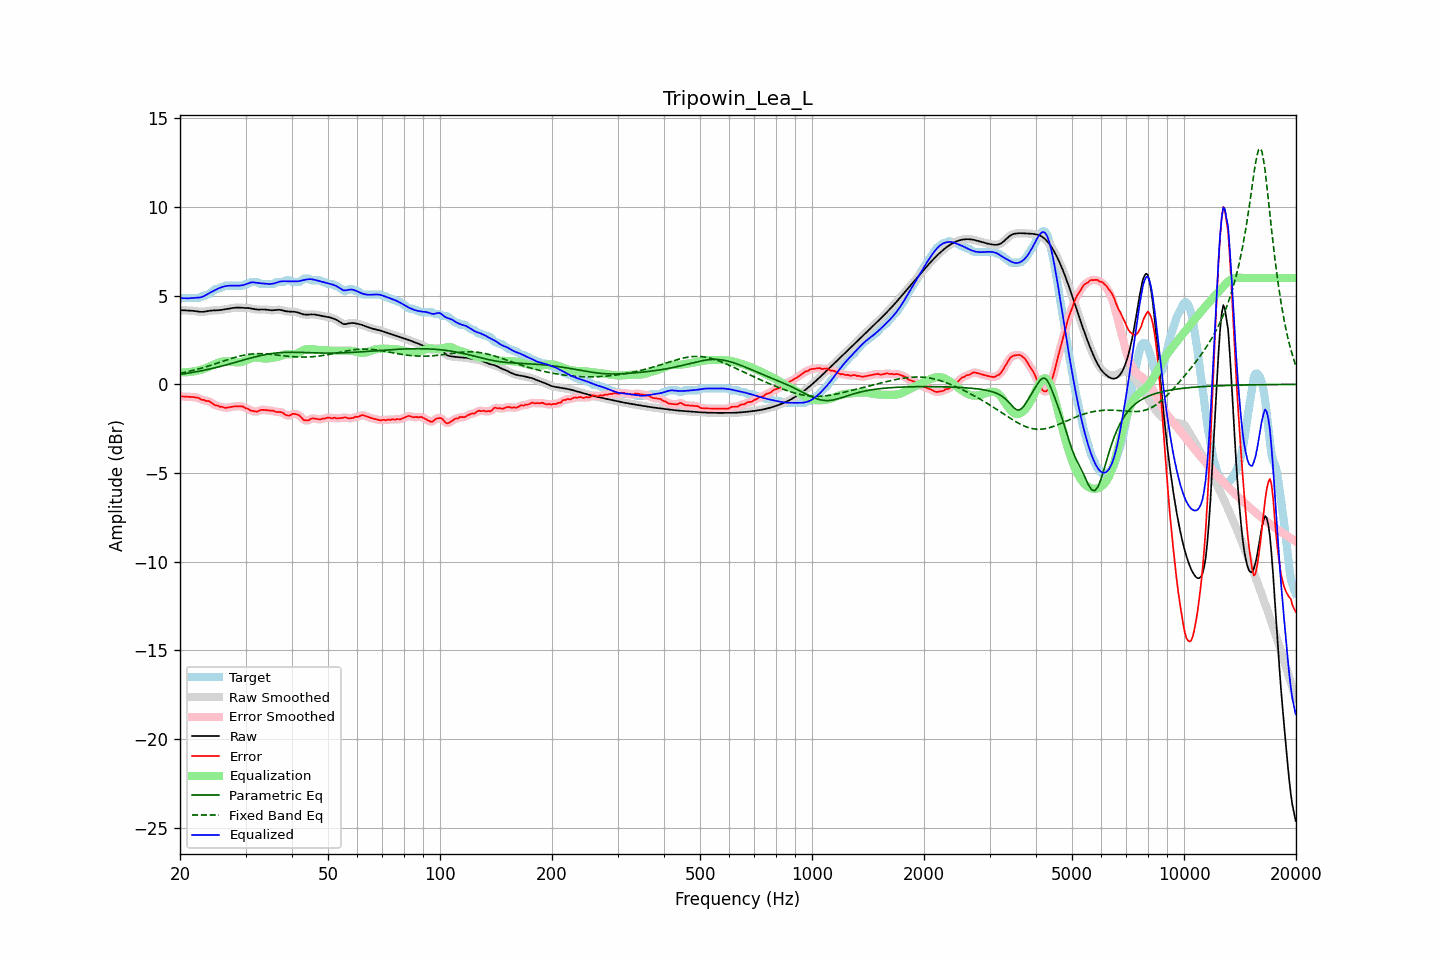 Tripowin_Lea_L
15
10
5
0
−5
−10
−15
−20
−25
Amplitude (dBr)
Target
Raw Smoothed
Error Smoothed
Raw
Error
Equalization
Parametric Eq
Fixed Band Eq
Equalized
20 50 100 200 500 1000 2000 5000 10000 20000
Frequency (Hz)